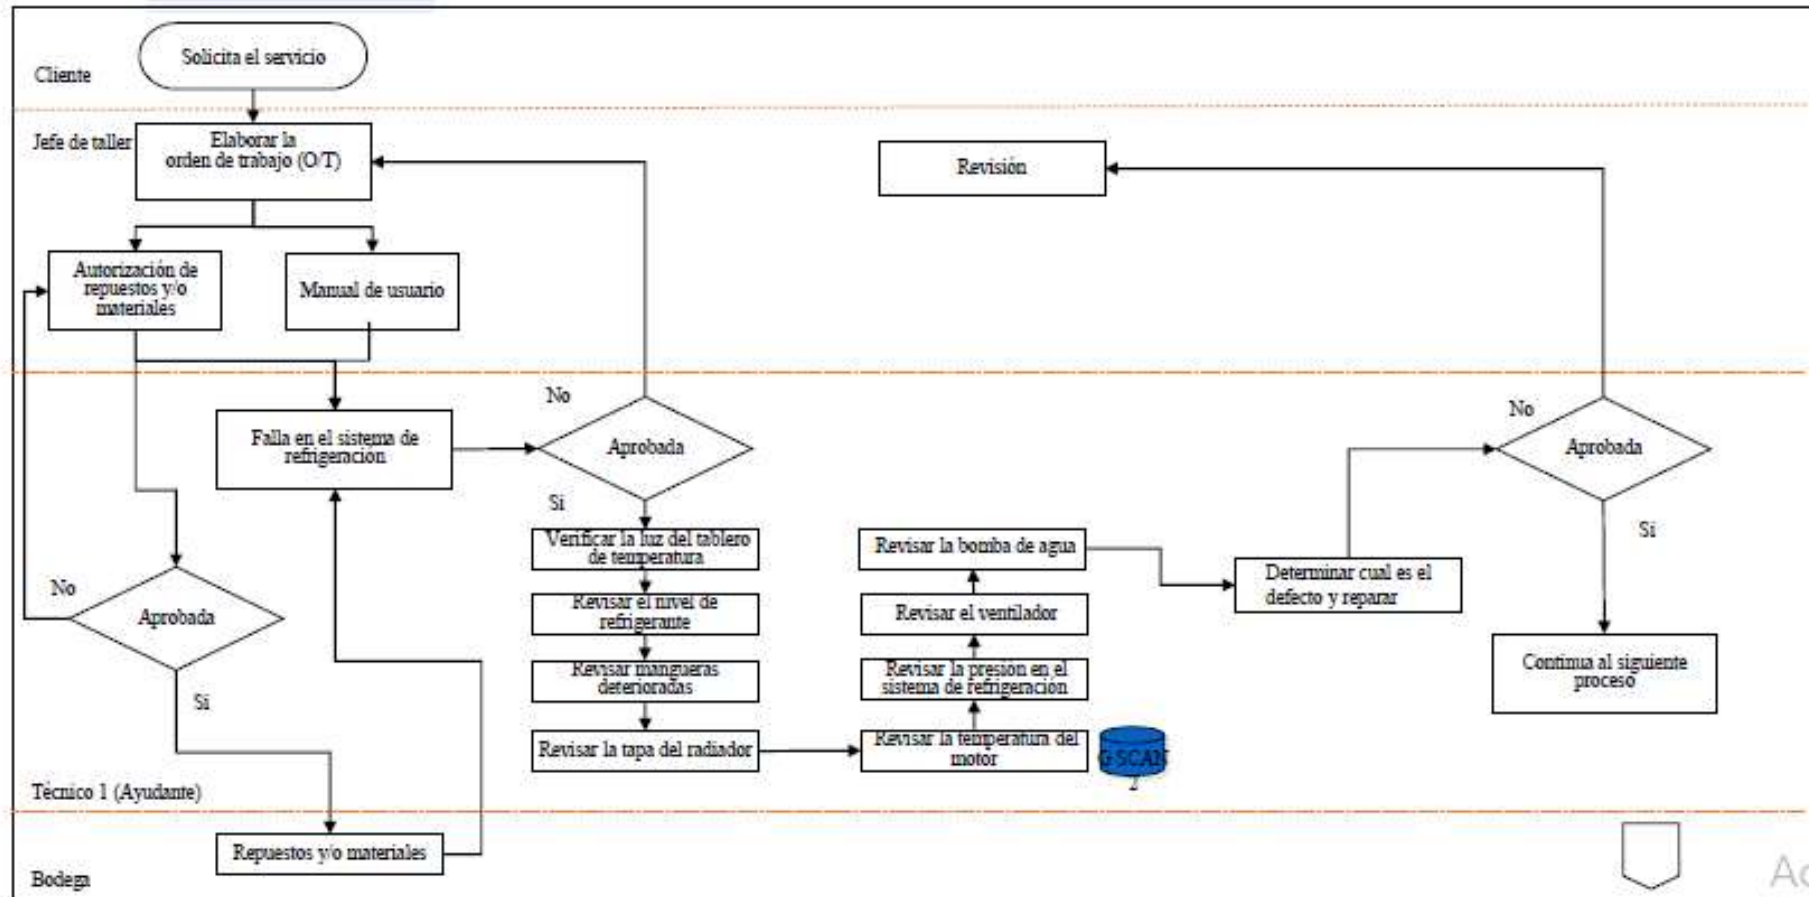 Solicita el servicio
Cliente
Jefe de taller
Elaborar la
orden de trabajo (O/T)
Revisión
Autorización de
repuestos y/o
materiales
Manual de usuario
No
Falla en el sistema de
refrigeración
Aprobada
Si
No
Aprobada
Si
Verificar la luz del tablero
de temperatura
Revisar el nivel de
refrigerante
Revisar mangueras
deterioradas
Revisar la tapa del radiador
Revisar la bomba de agua
Revisar el ventilador
Revisar la presión en el
sistema de refrigeración
Revisar la temperatura del
motor
G SCAN
2
Determinar cual es el
defecto y reparar
Continua al siguiente
proceso
No
Aprobada
Si
Técnico 1 (Ayudante)
Repuestos y/o materiales
Bodega
Ac